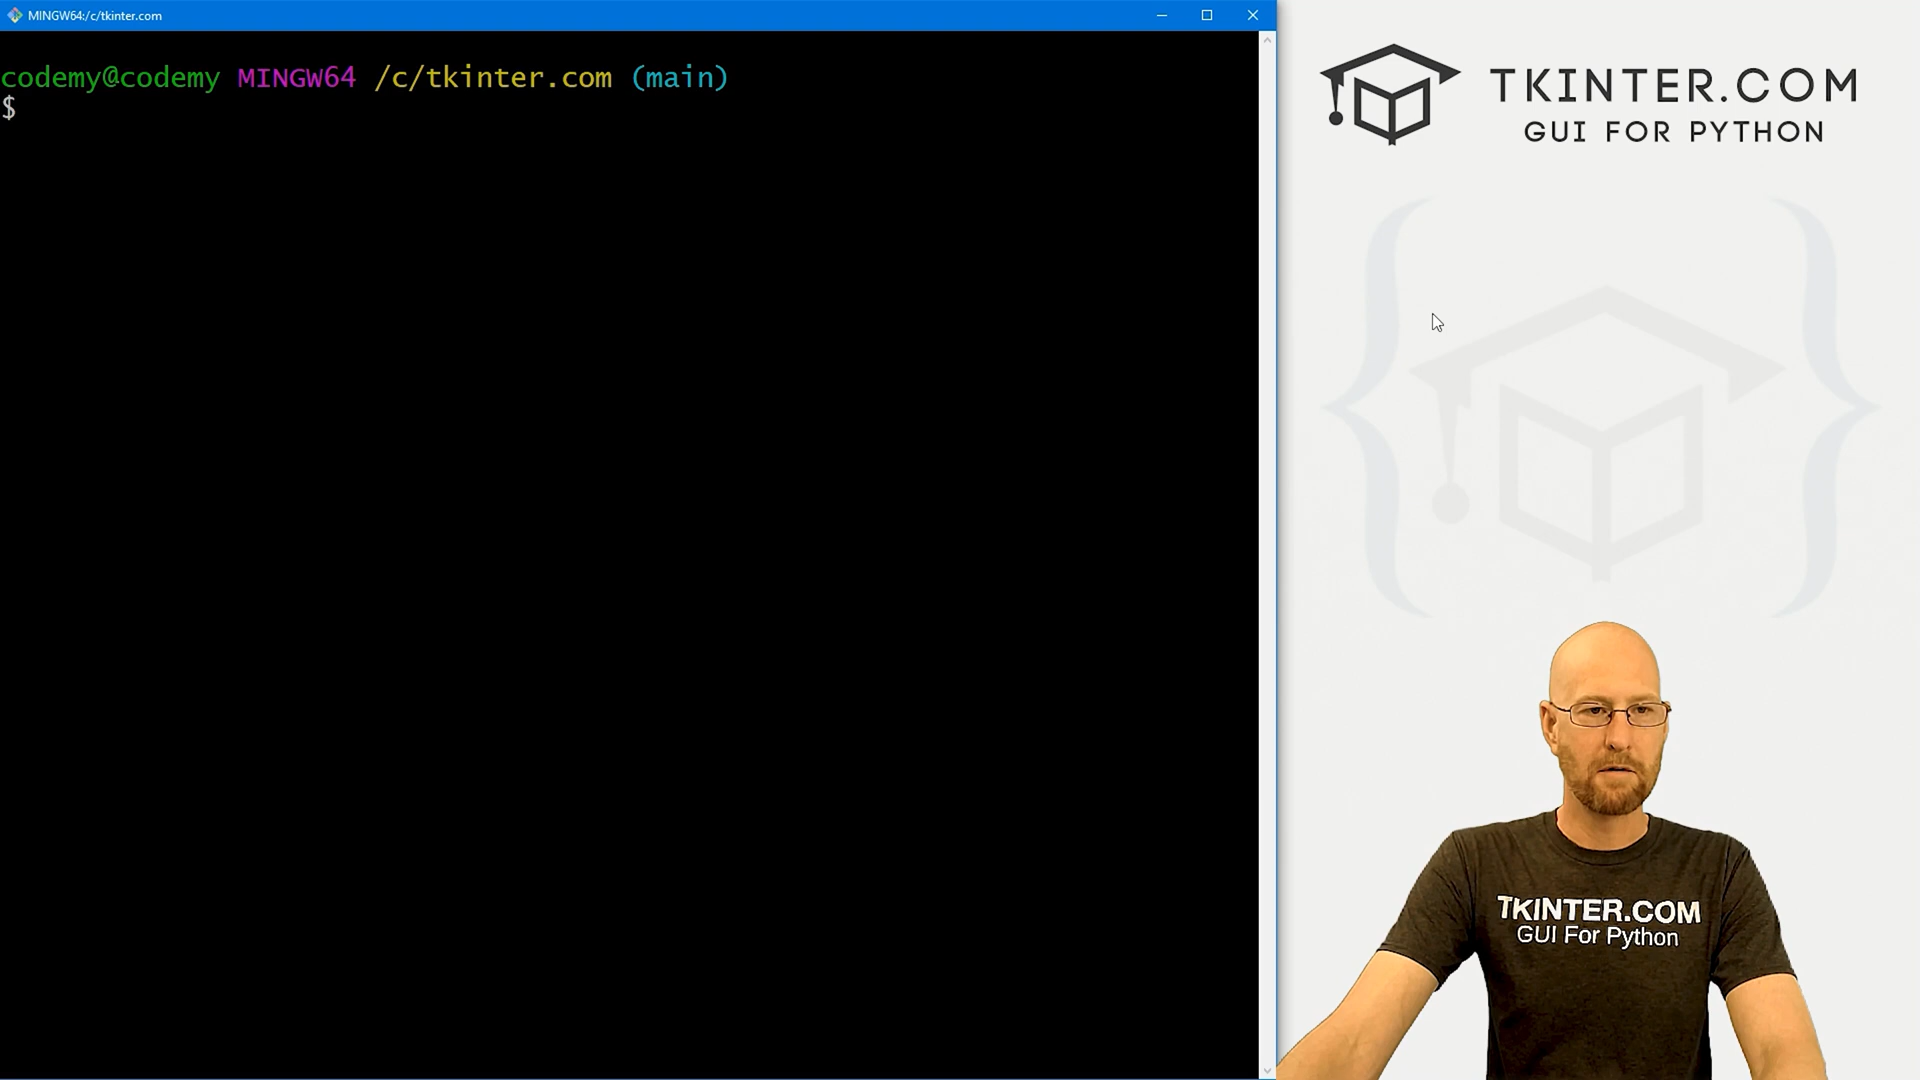 MINGW64:/c/tkinter.com
codemy@codemy MINGW64 /c/tkinter.com (main)
$
TKINTER.COM
GUI FOR PYTHON
TKINTER.COM
GUI For Python